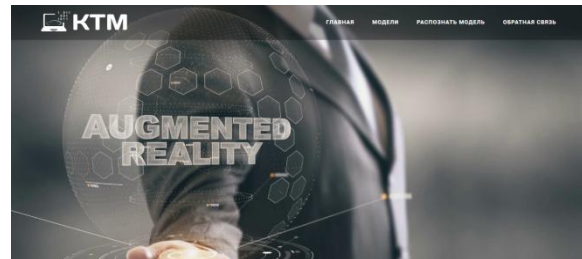 КТМ
ГЛАВНАЯ МОДЕЛИ РАСПОЗНАТЬ МОДЕЛЬ ОБРАТНАЯ СВЯЗЬ
AUGMENTED
REALITY